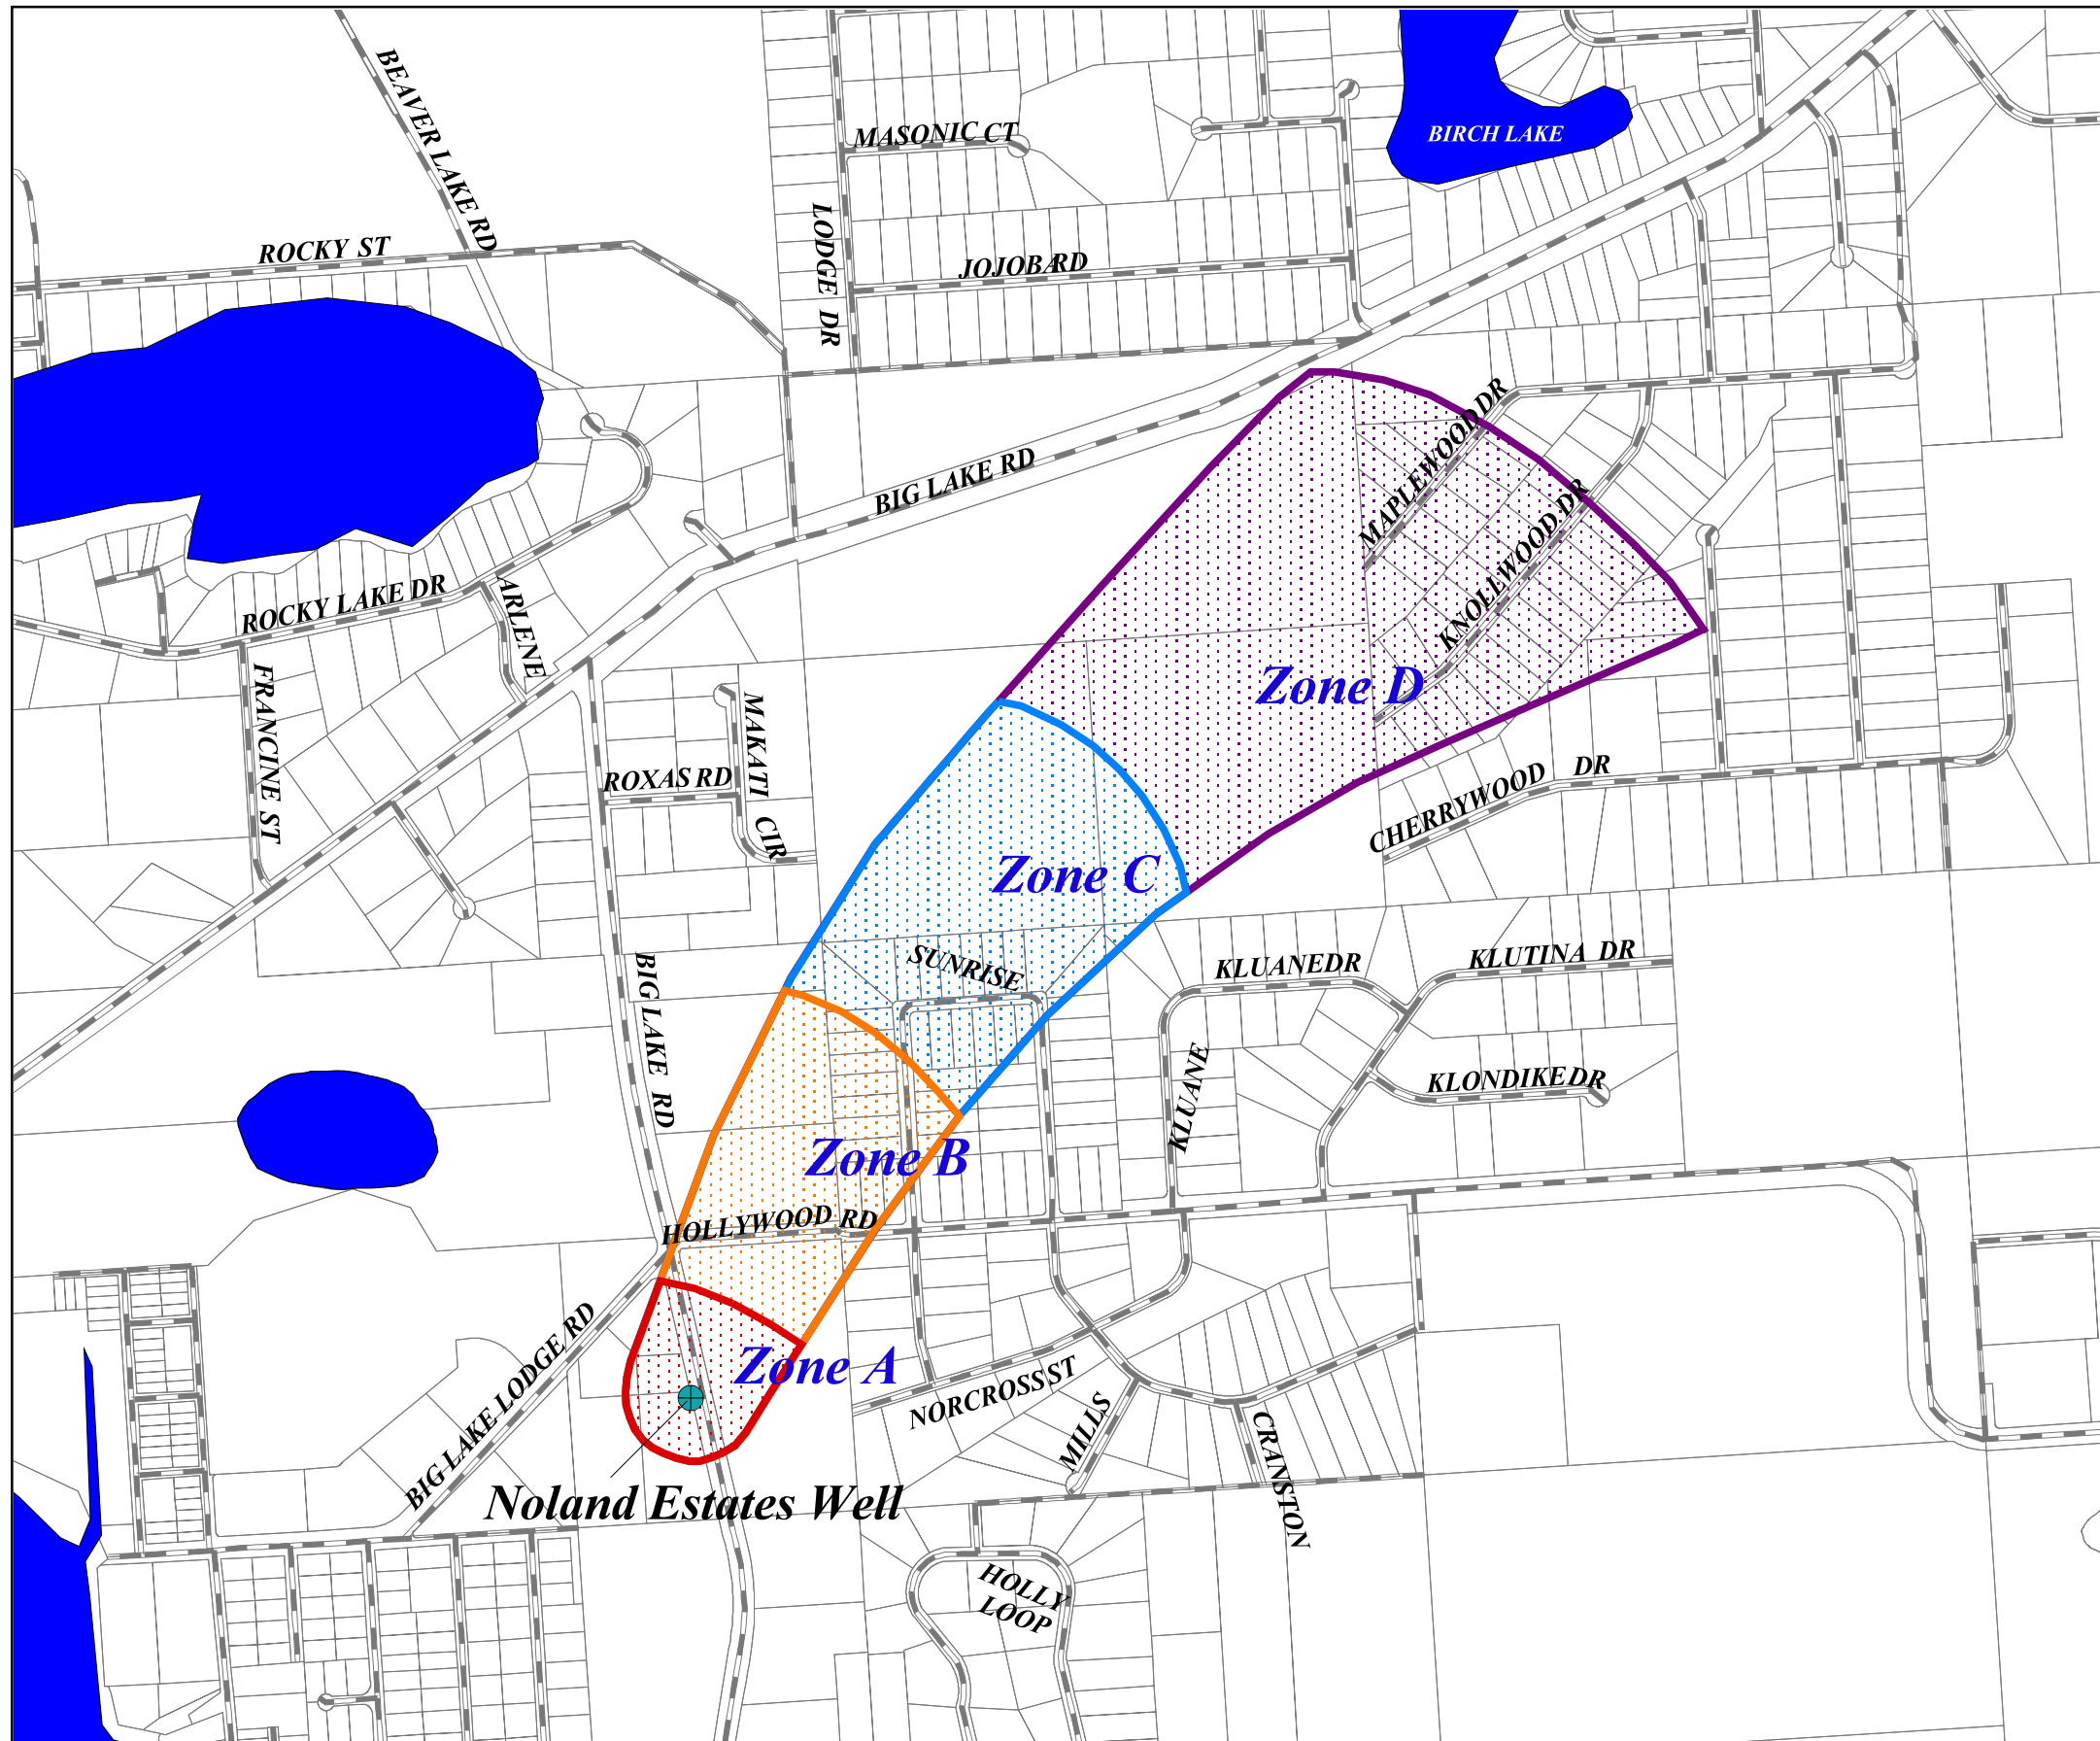 BEAVER LAKE RD
MASONIC CT
BIRCH LAKE
LODGE DR
ROCKY ST
JOJOBA RD
MAPLEWOOD DR
BIG LAKE RD
KNOLLWOOD DR
ROCKY LAKE DR
ARLENE
FRANCINE ST
MAKATI CIR
Zone D
ROXAS RD
CHERRYWOOD DR
Zone C
SUNRISE
KLUANE DR
KLUTINA DR
BIG LAKE RD
KLUANE
KLONDIKE DR
Zone B
HOLLYWOOD RD
BIG LAKE LODGE RD
Zone A
NORCROSS ST
MILLS
CRANSTON
Noland Estates Well
HOLLY
LOOP